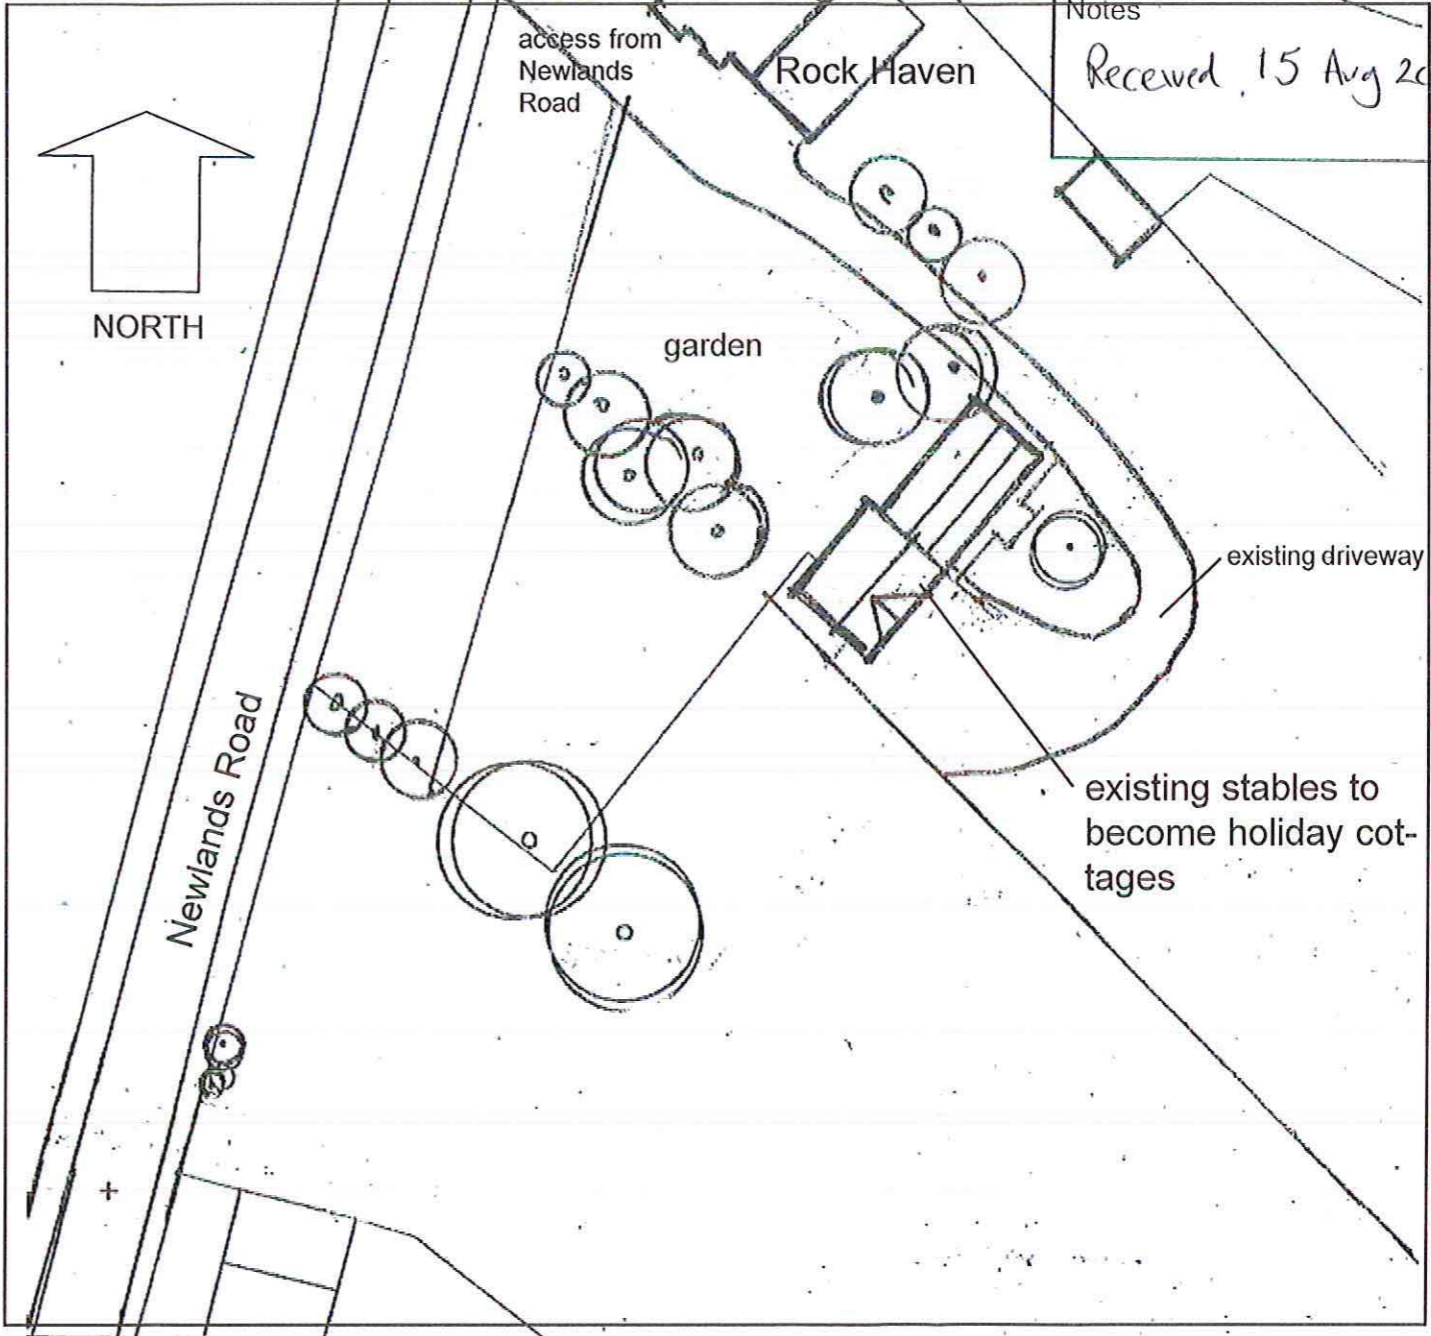 Notes
Received 15 Aug
access from
Newlands
Road
Rock Haven
NORTH
garden
existing driveway
Newlands Road
existing stables to
become holiday cot-
tages